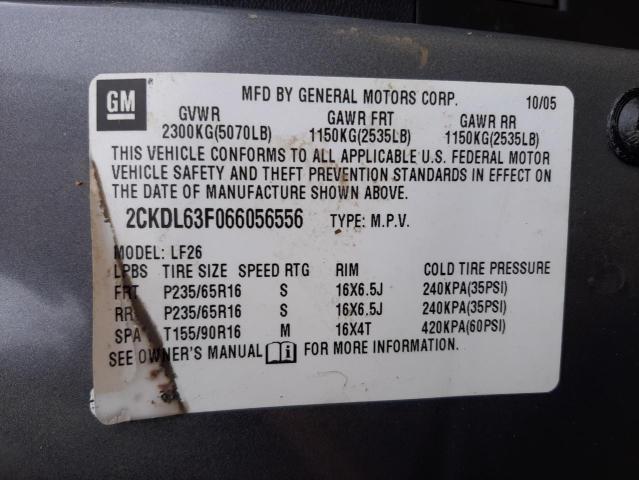 GM
MFD BY GENERAL MOTORS CORP. 10/05
GVWR GAWR FRT GAWR RR
2300KG(5070LB) 1150KG(2535LB) 1150KG(2535LB)
THIS VEHICLE CONFORMS TO ALL APPLICABLE U.S. FEDERAL MOTOR
VEHICLE SAFETY AND THEFT PREVENTION STANDARDS IN EFFECT ON
THE DATE OF MANUFACTURE SHOWN ABOVE.
2CKDL63F066056556 TYPE: M.P.V.
MODEL: LF26
LPBS TIRE SIZE SPEED RTG RIM COLD TIRE PRESSURE
FRT P235/65R16 S 16X6.5J 240KPA(35PSI)
RR P235/65R16 S 16X6.5J 240KPA(35PSI)
SPA T155/90R16 M 16X4T 420KPA(60PSI)
SEE OWNER'S MANUAL FOR MORE INFORMATION.